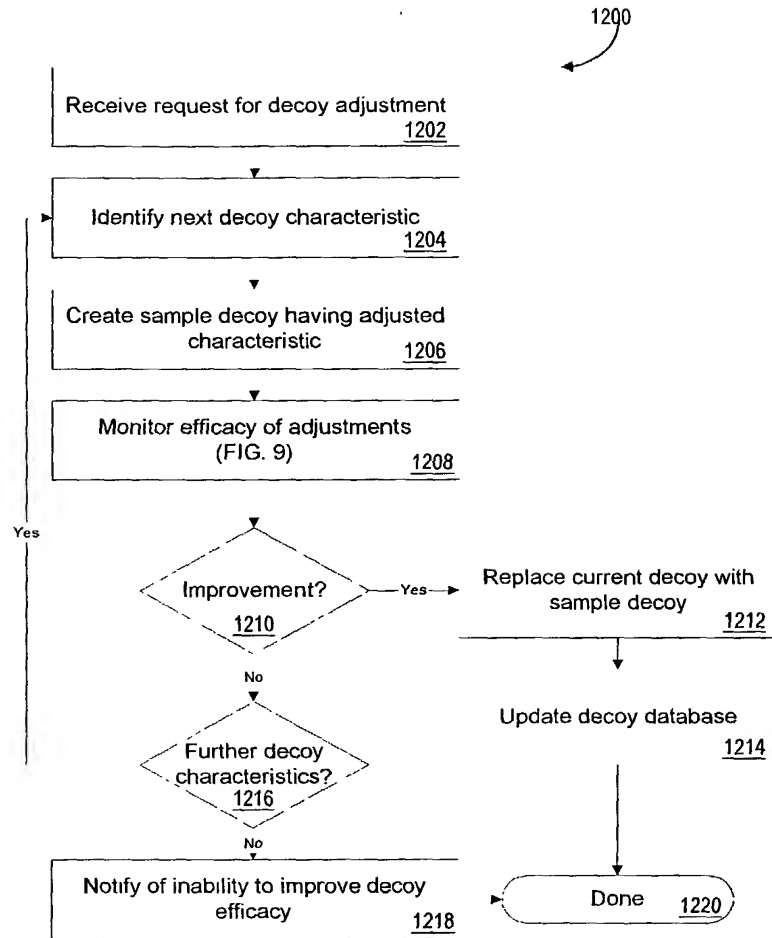 1200
Receive request for decoy adjustment
1202
Identify next decoy characteristic
1204
Create sample decoy having adjusted
characteristic
1206
Monitor efficacy of adjustments
(FIG. 9)
1208
Yes
Improvement?
1210
Yes
Replace current decoy with
sample decoy
1212
No
Update decoy database
1214
Further decoy
characteristics?
1216
No
Notify of inability to improve decoy
efficacy
1218
Done
1220